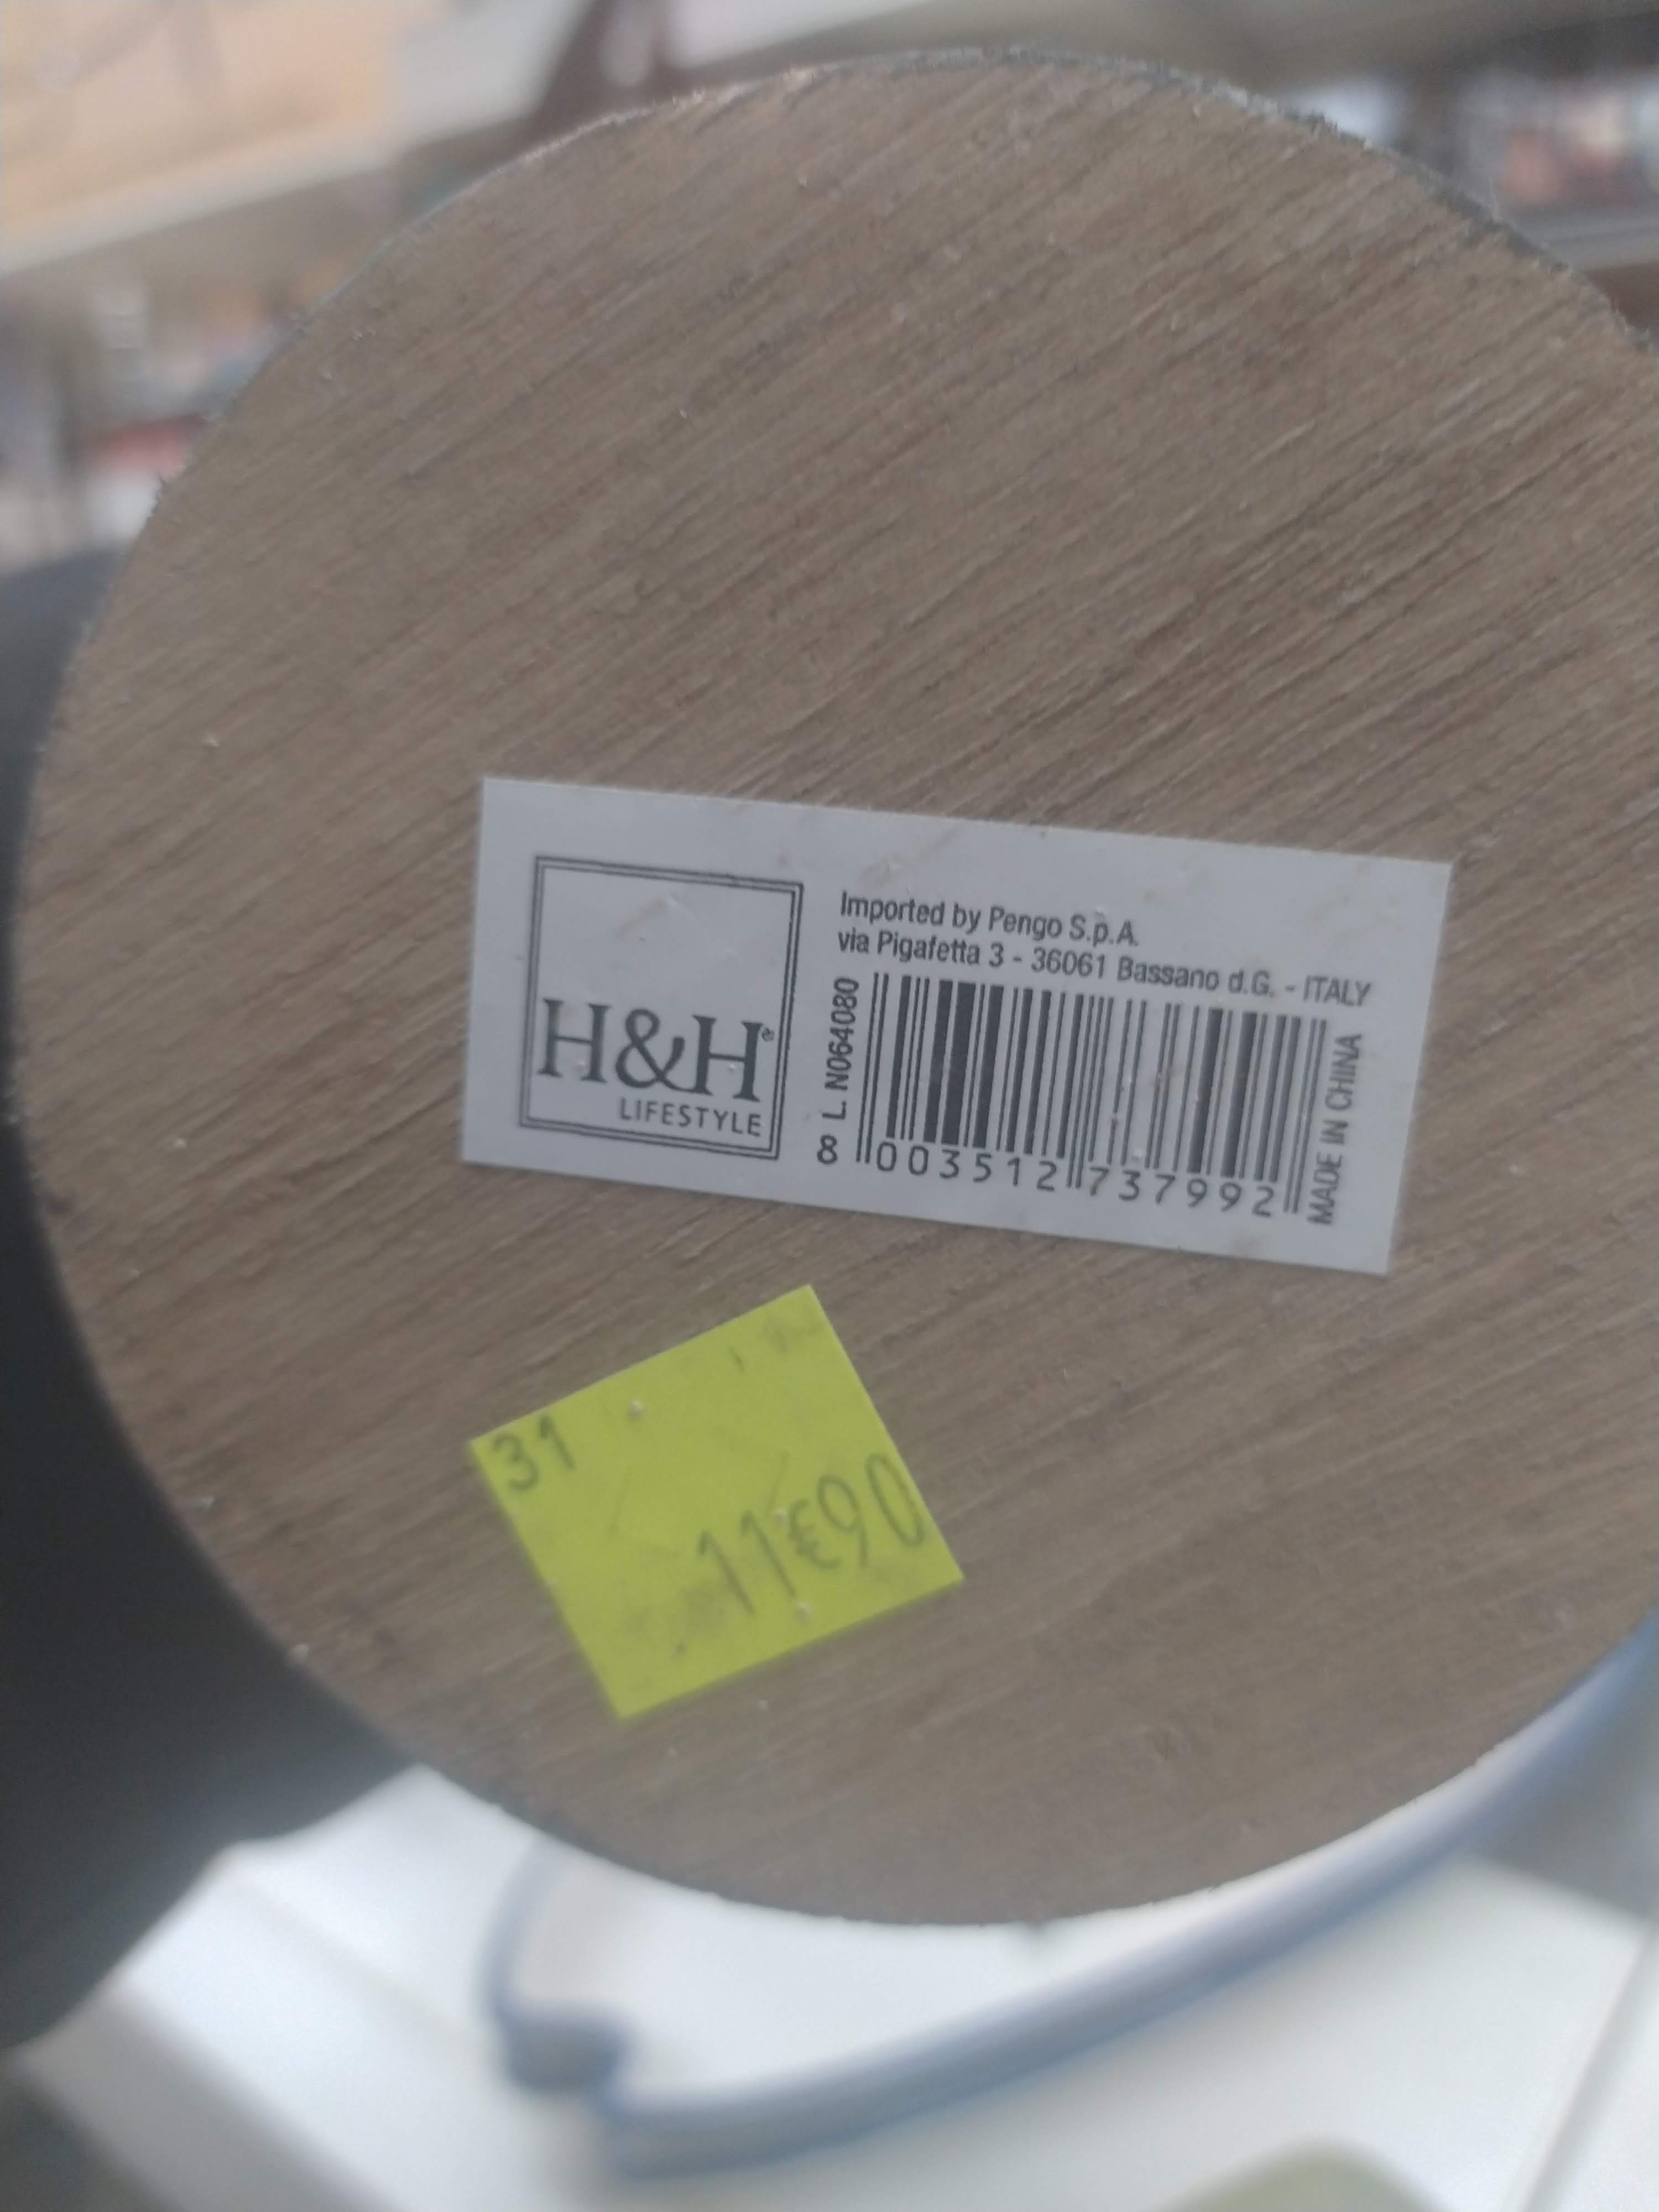 H&H®
LIFESTYLE
Imported by Pengo S.p.A.
via Pigafetta 3 - 36061 Bassano d.G. - ITALY
L. N064080
8 003512 737992
MADE IN CHINA
31
11€90